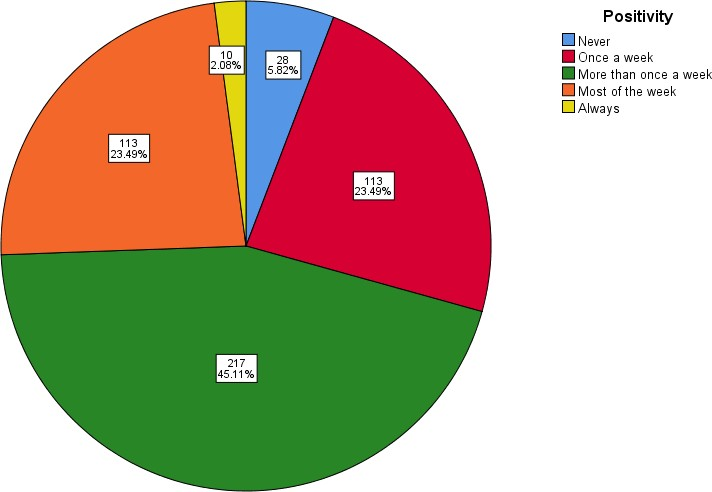 Positivity
Never
Once a week
More than once a week
Most of the week
Always
10
2.08%
28
5.82%
113
23.49%
113
23.49%
217
45.11%